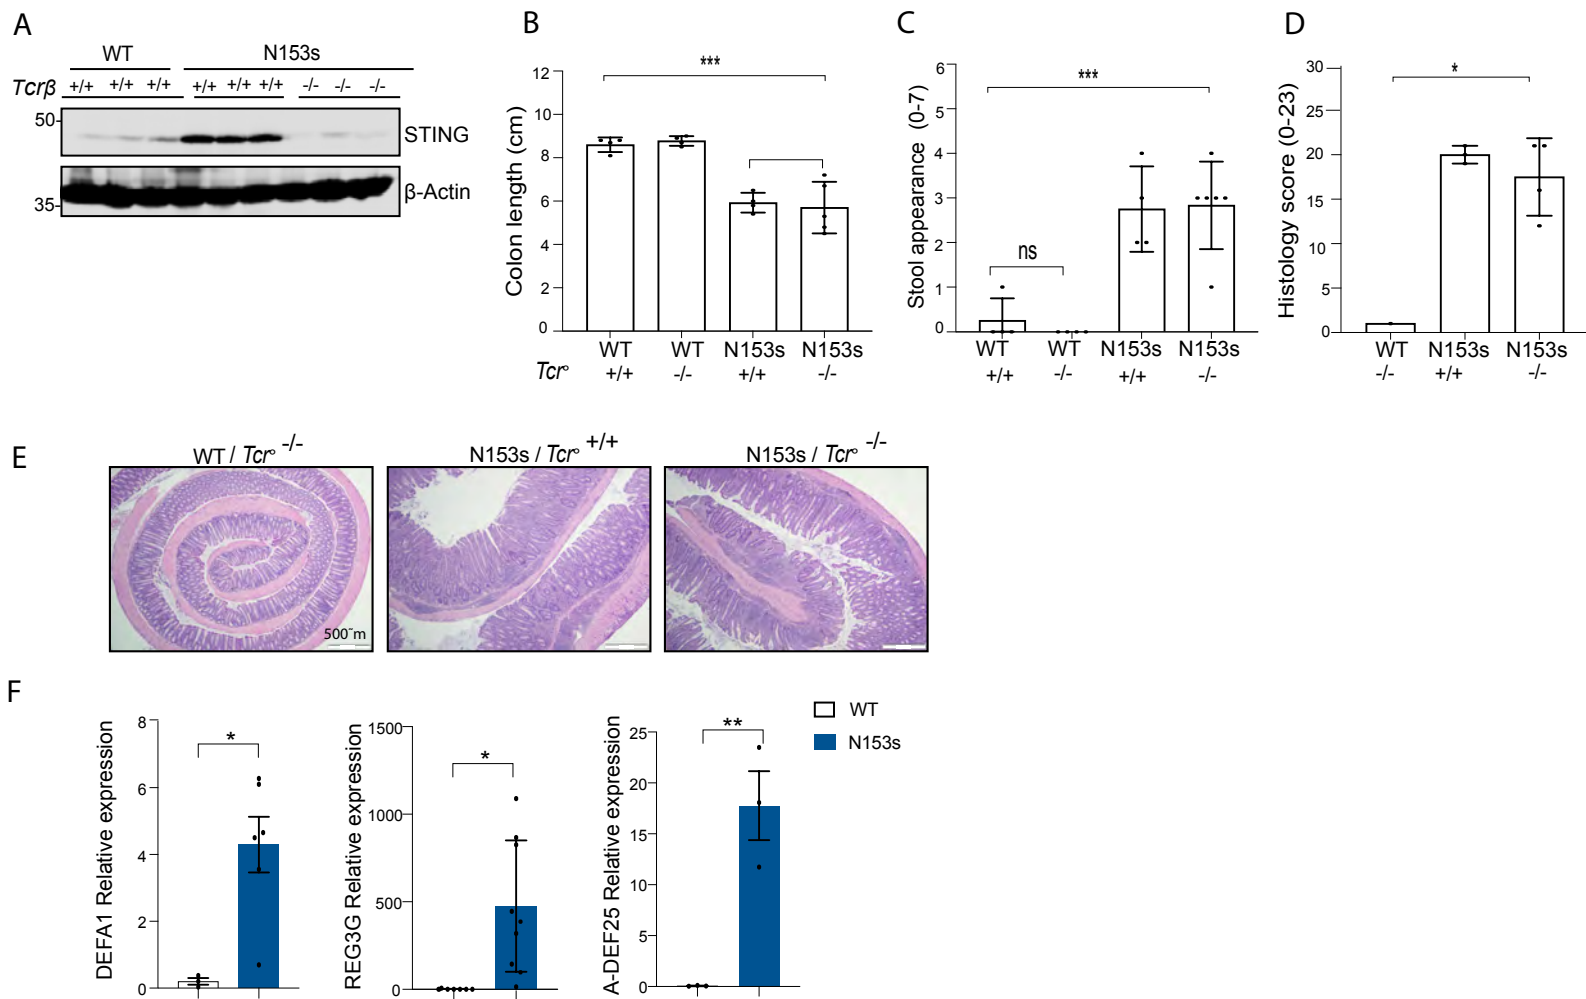 A
WT N153s
Tcrβ +/+ +/+ +/+ +/+ +/+ +/+ -/- -/- -/-
50
STING
35
β-Actin
B
Colon length (cm)
12
10
8
6
4
2
0
***
WT WT N153s N153s
Tcr° +/+ -/- +/+ -/-
C
Stool appearance (0-7)
6
5
4
3
2
1
0
***
ns
WT WT N153s N153s
+/+ -/- +/+ -/-
D
Histology score (0-23)
30
25
20
15
10
5
0
*
WT N153s N153s
-/- +/+ -/-
E
WT / Tcr° -/- N153s / Tcr° +/+ N153s / Tcr° -/-
500˜m
F
DEFA1 Relative expression
8
6
4
2
0
*
REG3G Relative expression
1500
1000
500
0
*
A-DEF25 Relative expression
25
20
15
10
5
0
**
WT
N153s